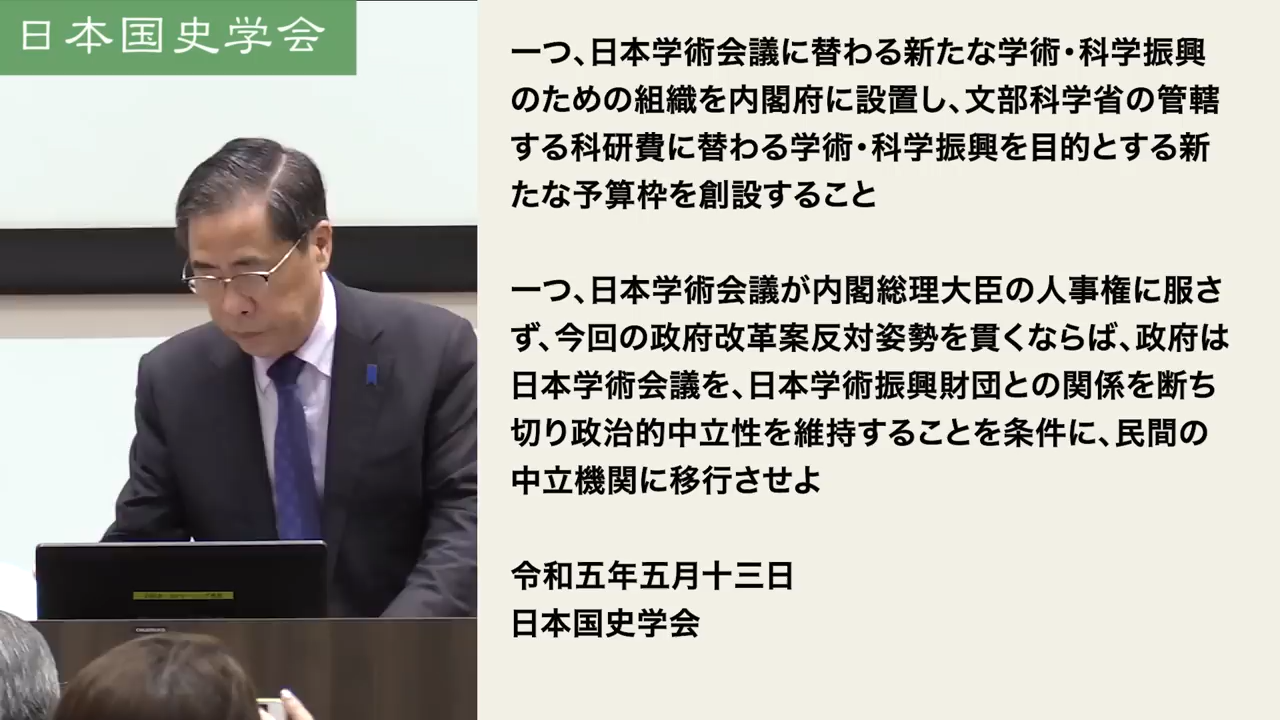 日本国史学会
一つ、日本学術会議に替わる新たな学術・科学振興
のための組織を内閣府に設置し、文部科学省の管轄
する科研費に替わる学術・科学振興を目的とする新
たな予算枠を創設すること
一つ、日本学術会議が内閣総理大臣の人事権に服さ
ず、今回の政府改革案反対姿勢を貫くならば、政府は
日本学術会議を、日本学術振興財団との関係を断ち
切り政治的中立性を維持することを条件に、民間の
中立機関に移行させよ
令和五年五月十三日
日本国史学会